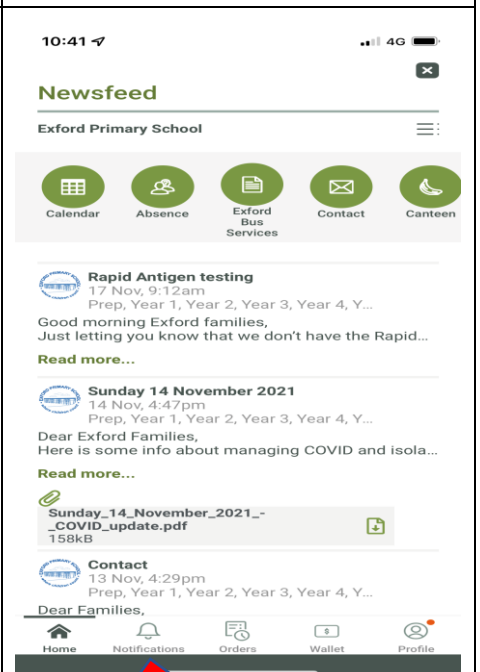 10:41
4G
Newsfeed
Exford Primary School
Calendar
Absence
Exford
Bus
Services
Contact
Canteen
Rapid Antigen testing
17 Nov, 9:12am
Prep, Year 1, Year 2, Year 3, Year 4, Y...
Good morning Exford families,
Just letting you know that we don't have the Rapid...
Read more...
Sunday 14 November 2021
14 Nov, 4:47pm
Prep, Year 1, Year 2, Year 3, Year 4, Y...
Dear Exford Families,
Here is some info about managing COVID and isola...
Read more...
Sunday_14_November_2021_-
_COVID_update.pdf
158kB
Contact
13 Nov, 4:29pm
Prep, Year 1, Year 2, Year 3, Year 4, Y...
Dear Families,
Home
Notifications
Orders
$
Wallet
Profile